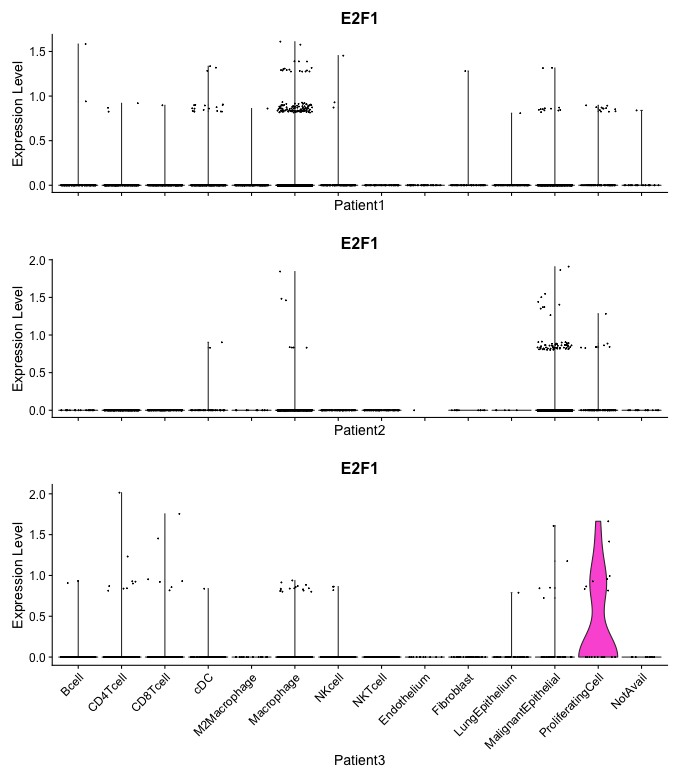 E2F1
Expression Level
1.5
1.0
0.5
0.0
Patient1
E2F1
Expression Level
2.0
1.5
1.0
0.5
0.0
Patient2
E2F1
Expression Level
2.0
1.5
1.0
0.5
0.0
Bcell
CD4Tcell
CD8Tcell
cDC
M2Macrophage
Macrophage
NKcell
NKTcell
Endothelium
Fibroblast
LungEpithelium
MalignantEpithelial
ProliferatingCell
NotAvail
Patient3